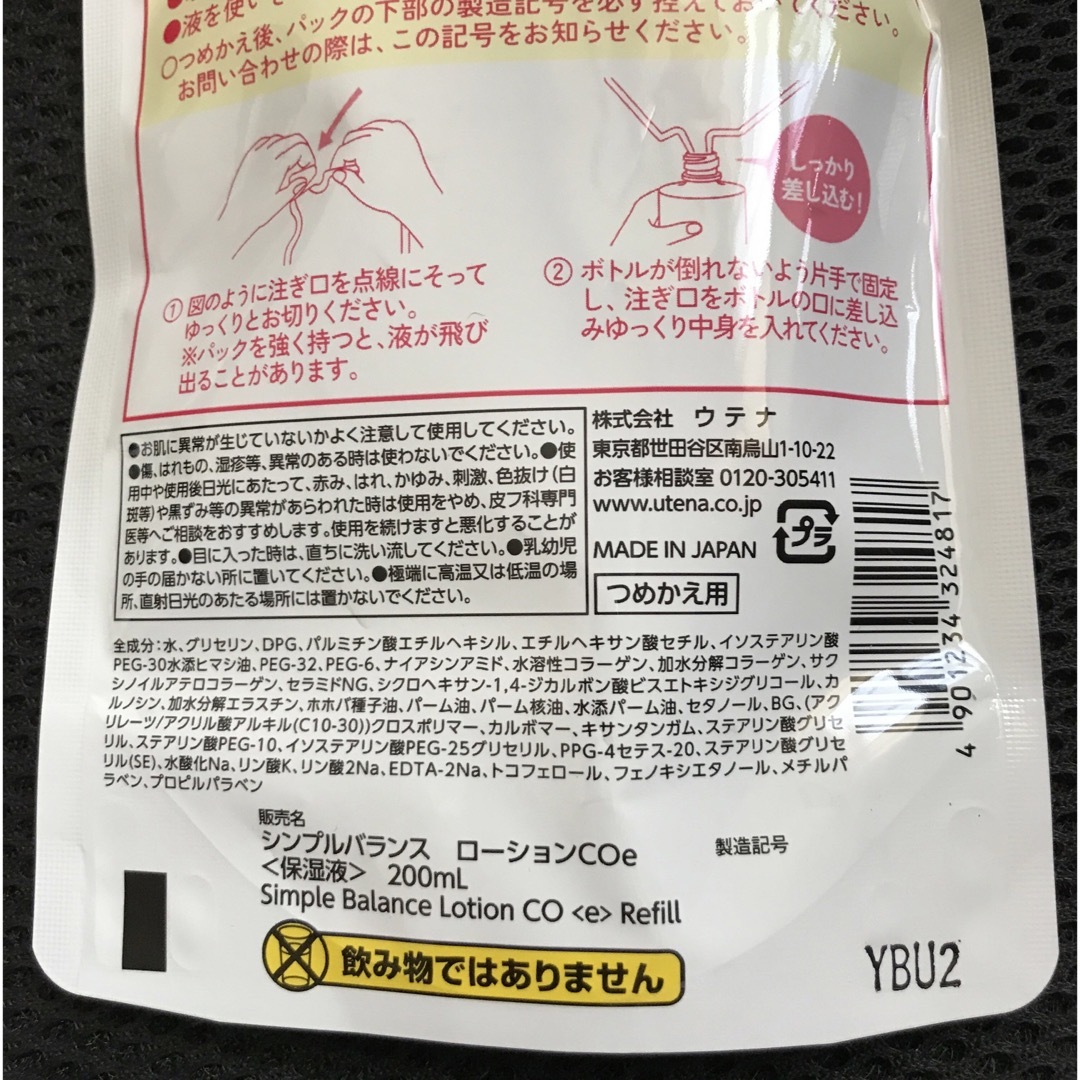 ●液を使い
●つめかえ後、パックの下部の製造記号を必ず控えておいてください。
○お問い合わせの際は、この記号をお知らせください。
しっかり
差し込む!
① 図のように注ぎ口を点線にそって
ゆっくりとお切りください。
※パックを強く持つと、液が飛び
出ることがあります。
② ボトルが倒れないよう片手で固定
し、注ぎ口をボトルの口に差し込
みゆっくり中身を入れてください。
●お肌に異常が生じていないかよく注意して使用してください。
●傷、はれもの、湿疹等、異常のある時は使わないでください。●使
用中や使用後日光にあたって、赤み、はれ、かゆみ、刺激、色抜け(白
斑等)や黒ずみ等の異常があらわれた時は使用をやめ、皮フ科専門
医等へご相談をおすすめします。使用を続けますと悪化することが
あります。●目に入った時は、直ちに洗い流してください。●乳幼児
の手の届かない所に置いてください。●極端に高温又は低温の場
所、直射日光のあたる場所には置かないでください。
株式会社 ウテナ
東京都世田谷区南烏山1-10-22
お客様相談室 0120-305411
www.utena.co.jp
MADE IN JAPAN
プラ
つめかえ用
4 901234 324817
全成分:水、グリセリン、DPG、パルミチン酸エチルヘキシル、エチルヘキサン酸セチル、イソステアリン酸
PEG-30水添ヒマシ油、PEG-32、PEG-6、ナイアシンアミド、水溶性コラーゲン、加水分解コラーゲン、サク
シノイルアテロコラーゲン、セラミドNG、シクロヘキサン-1,4-ジカルボン酸ビスエトキシジグリコール、カ
ルノシン、加水分解エラスチン、ホホバ種子油、パーム油、パーム核油、水添パーム油、セタノール、BG、(アク
リレーツ/アクリル酸アルキル(C10-30))クロスポリマー、カルボマー、キサンタンガム、ステアリン酸グリセ
リル、ステアリン酸PEG-10、イソステアリン酸PEG-25グリセリル、PPG-4セテス-20、ステアリン酸グリセ
リル(SE)、水酸化Na、リン酸K、リン酸2Na、EDTA-2Na、トコフェロール、フェノキシエタノール、メチルパ
ラベン、プロピルパラベン
販売名
シンプルバランス ローションCOe
<保湿液> 200mL
Simple Balance Lotion CO <e> Refill
製造記号
飲み物ではありません
YBU2